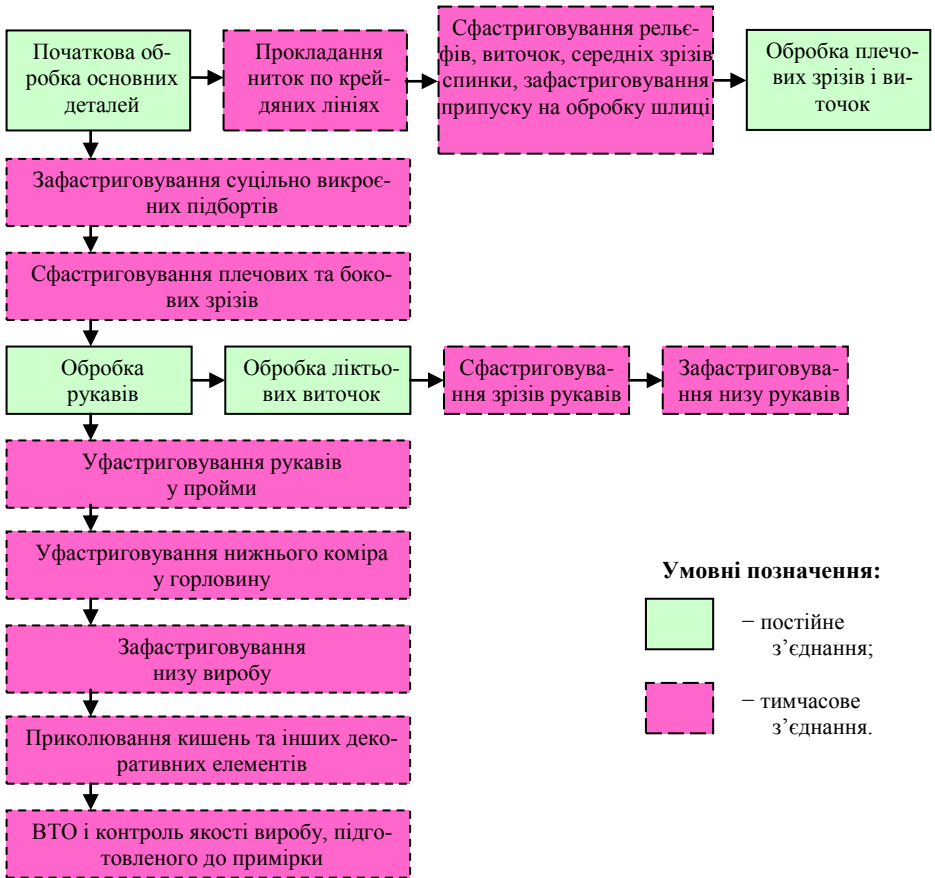 Початкова об-
робка основних
деталей
Прокладання
ниток по крей-
дяних лініях
Сфастриговування рельє-
фів, виточок, середніх зрізів
спинки, зафастриговування
припуску на обробку шлиці
Обробка плечо-
вих зрізів і ви-
точок
Зафастриговування суцільно викроє-
них підбортів
Сфастриговування плечових та боко-
вих зрізів
Обробка
рукавів
Обробка ліктьо-
вих виточок
Сфастриговува-
ння зрізів рукавів
Зафастриговува-
ння низу рукавів
Уфастриговування рукавів
у пройми
Уфастриговування нижнього коміра
у горловину
Зафастриговування
низу виробу
Приколювання кишень та інших деко-
ративних елементів
ВТО і контроль якості виробу, підго-
товленого до примірки
Умовні позначення:
− постійне
з’єднання;
− тимчасове
з’єднання.